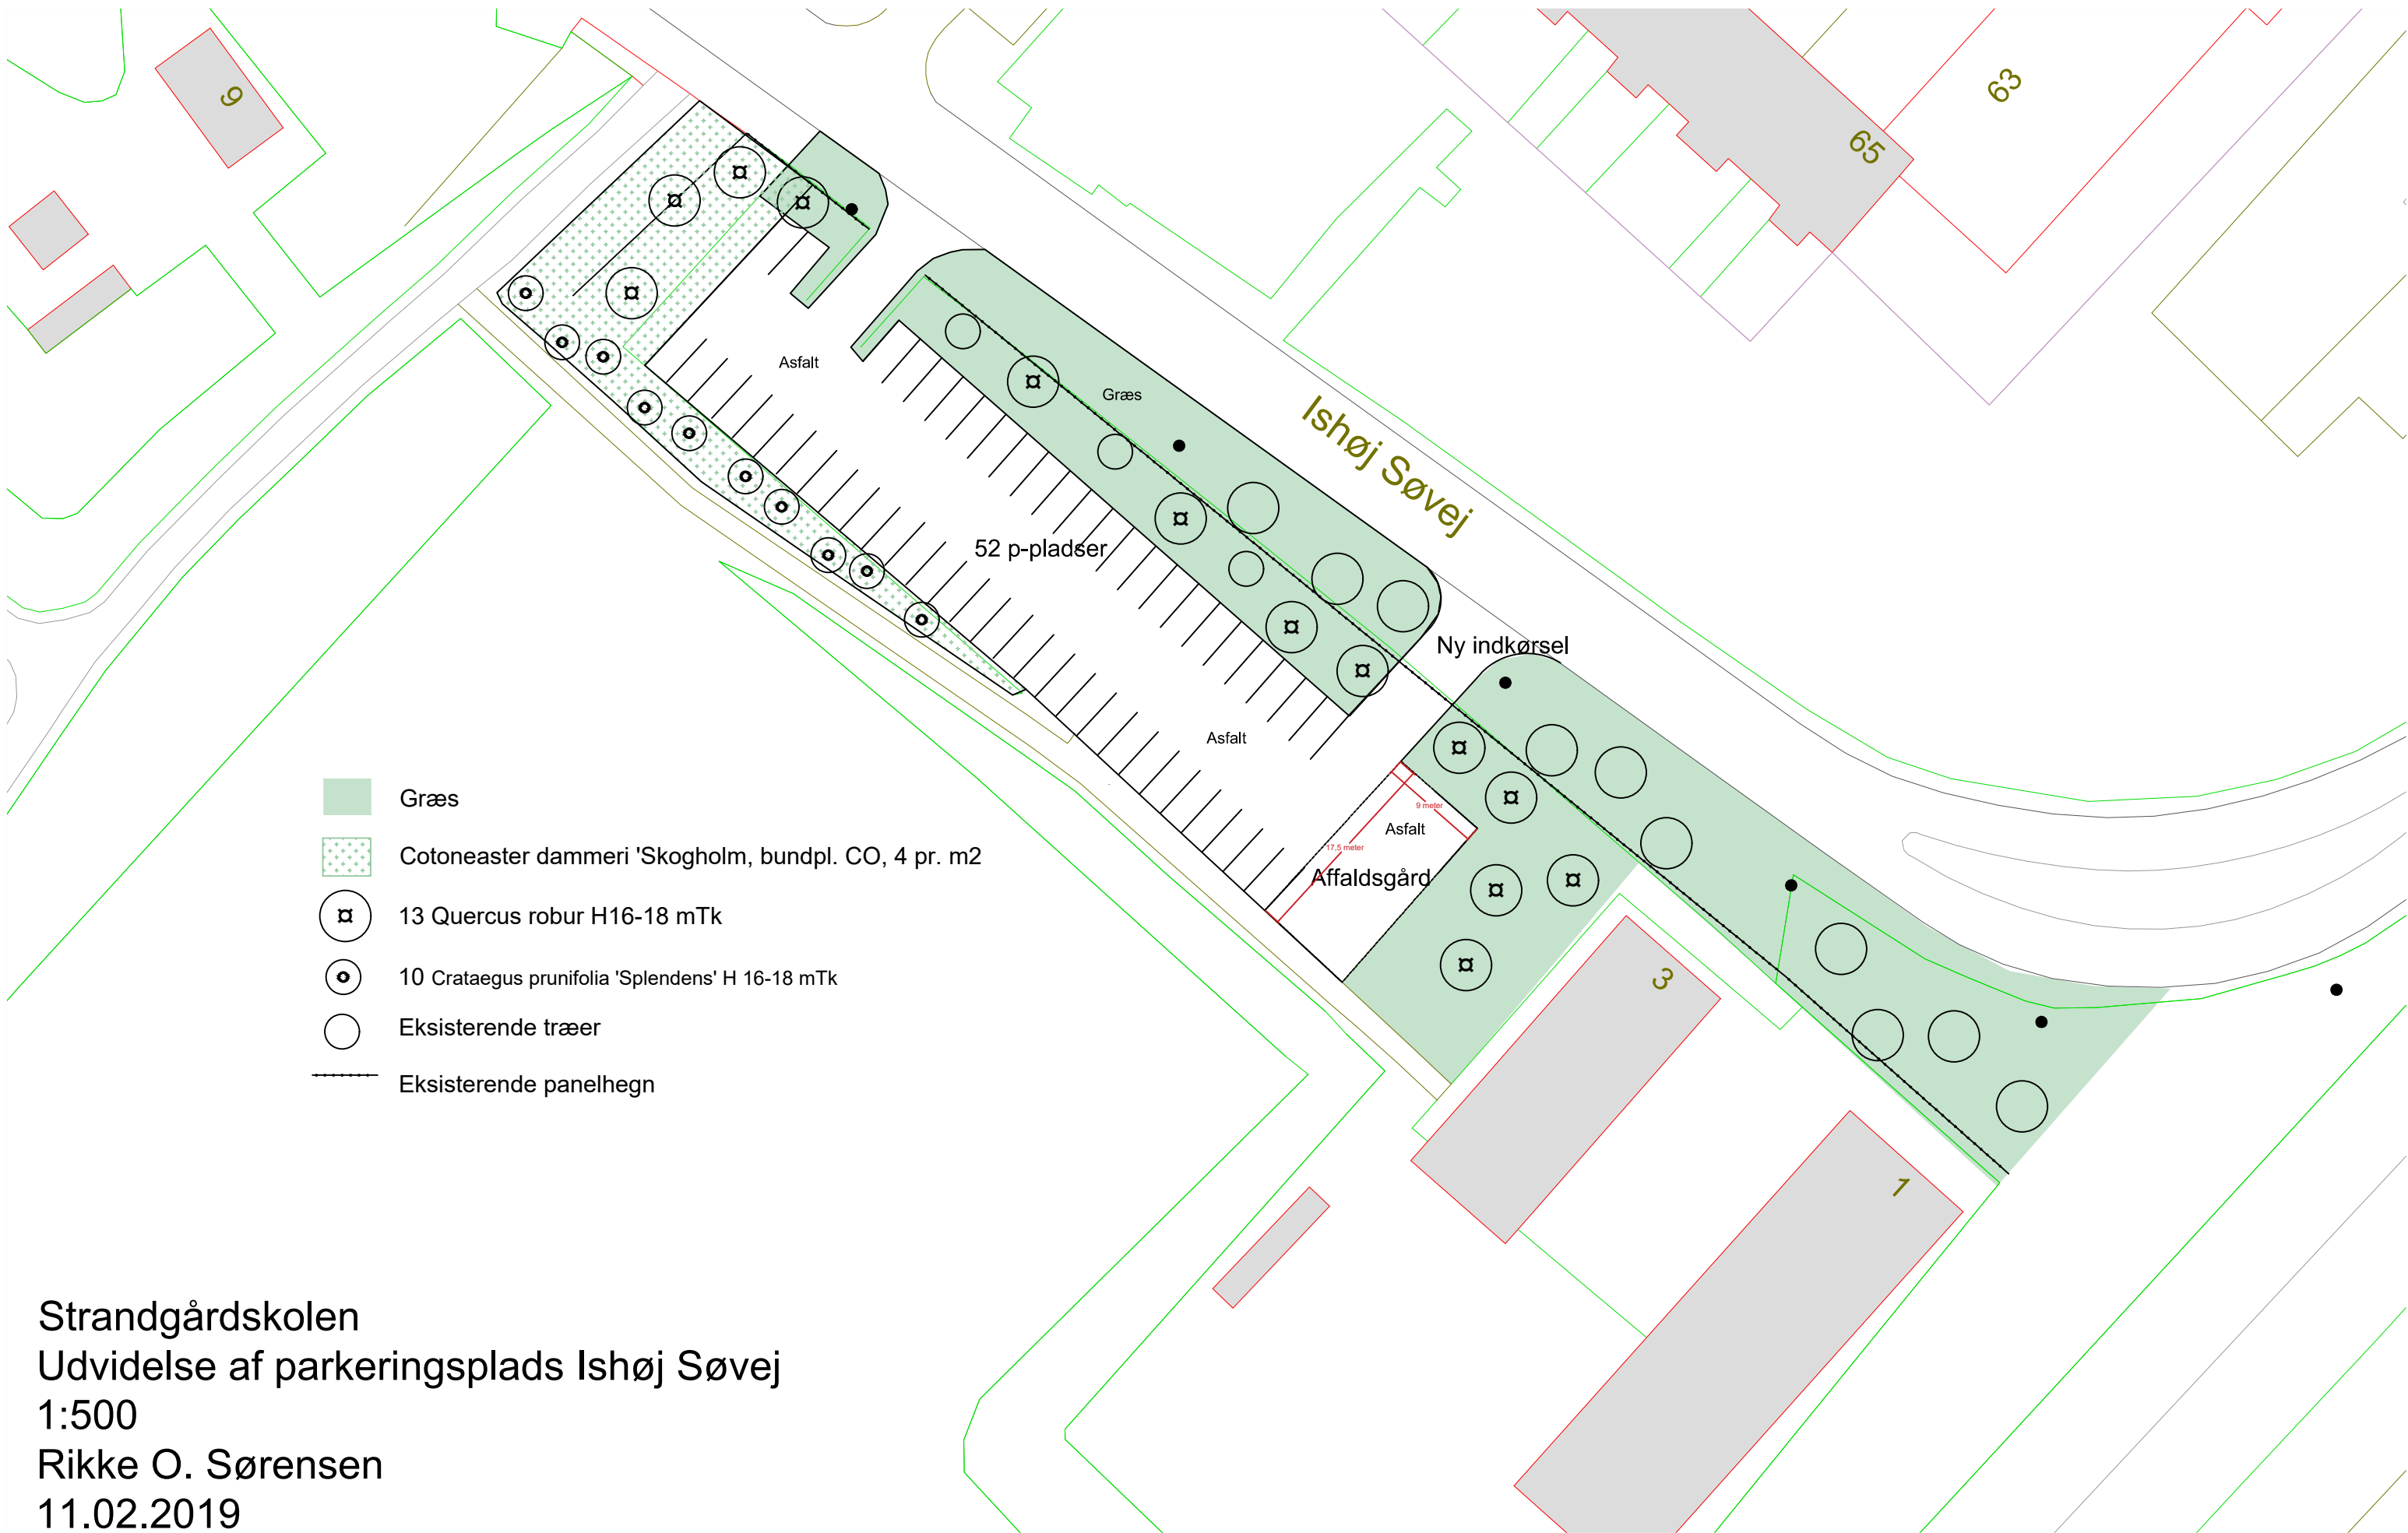 9
63
65
Asfalt
Græs
Ishøj Søvej
52 p-pladser
Ny indkørsel
Asfalt
9 meter
Asfalt
17,5 meter
Affaldsgård
Græs
Cotoneaster dammeri 'Skogholm, bundpl. CO, 4 pr. m2
13 Quercus robur H16-18 mTk
10 Crataegus prunifolia 'Splendens' H 16-18 mTk
Eksisterende træer
Eksisterende panelhegn
3
1
Strandgårdskolen
Udvidelse af parkeringsplads Ishøj Søvej
1:500
Rikke O. Sørensen
11.02.2019